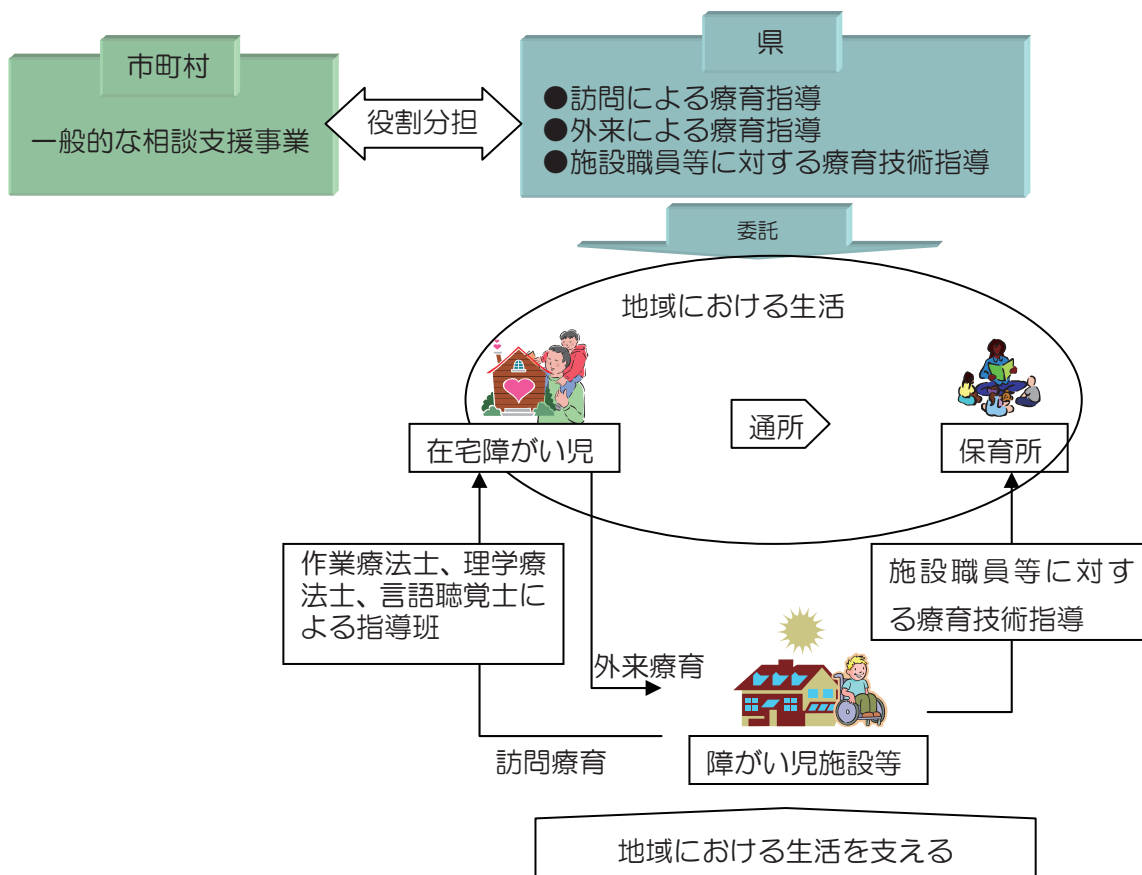 市町村
一般的な相談支援事業
役割分担
県
●訪問による療育指導
●外来による療育指導
●施設職員等に対する療育技術指導
委託
地域における生活
通所
在宅障がい児
保育所
作業療法士、理学療
法士、言語聴覚士に
よる指導班
施設職員等に対す
る療育技術指導
外来療育
訪問療育
障がい児施設等
地域における生活を支える